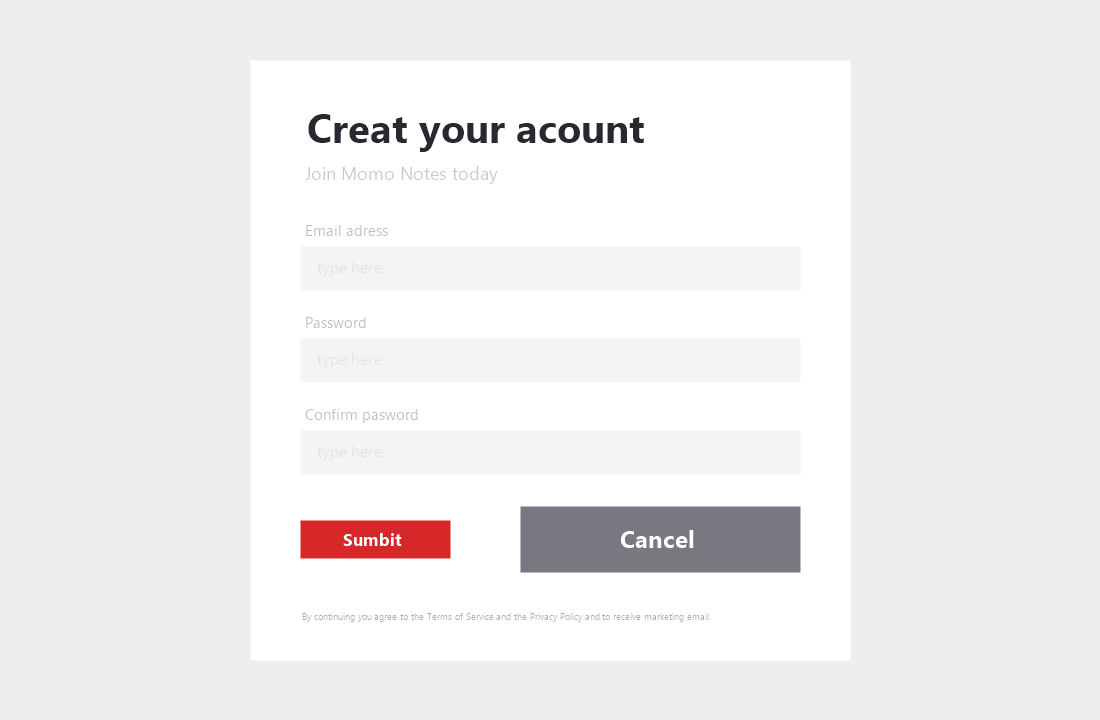 Creat your acount
Join Momo Notes today
Email adress
type here
Password
type here
Confirm pasword
type here
Sumbit
Cancel
By continuing you agree to the Terms of Service and the Privacy Policy and to receive marketing email.